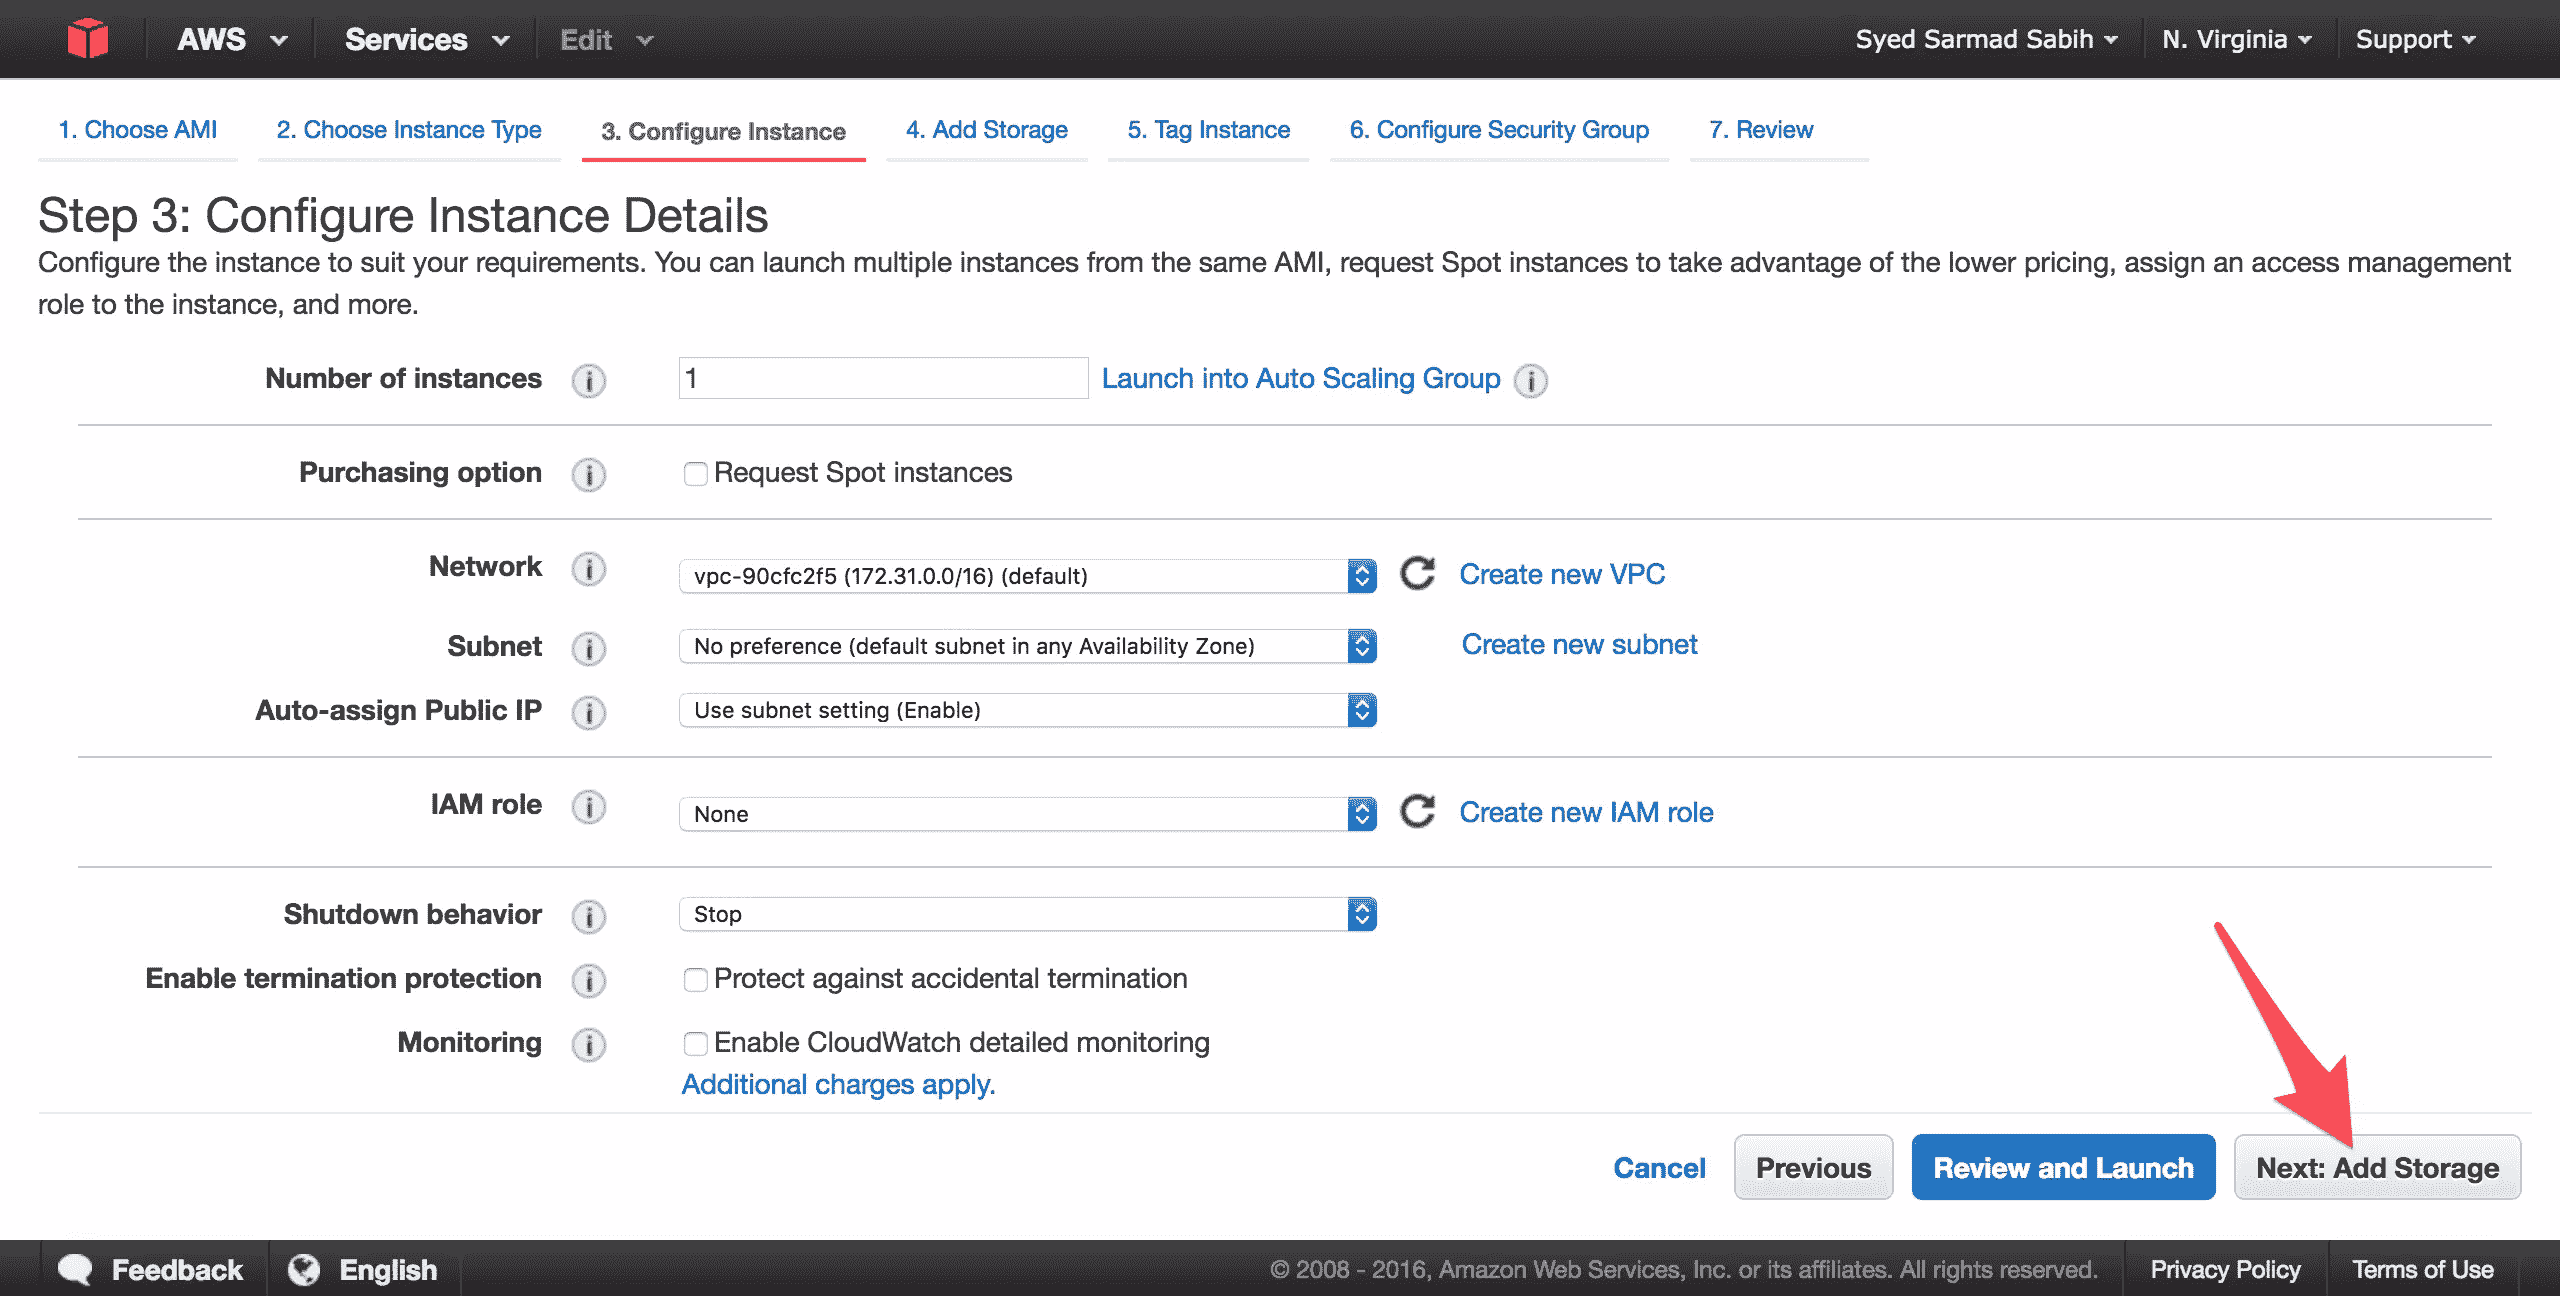 AWS Services Edit Syed Sarmad Sabih N. Virginia Support
1. Choose AMI 2. Choose Instance Type 3. Configure Instance 4. Add Storage 5. Tag Instance 6. Configure Security Group 7. Review
Step 3: Configure Instance Details
Configure the instance to suit your requirements. You can launch multiple instances from the same AMI, request Spot instances to take advantage of the lower pricing, assign an access management
role to the instance, and more.
Number of instances 1 Launch into Auto Scaling Group
Purchasing option Request Spot instances
Network vpc-90cfc2f5 (172.31.0.0/16) (default) Create new VPC
Subnet No preference (default subnet in any Availability Zone) Create new subnet
Auto-assign Public IP Use subnet setting (Enable)
IAM role None Create new IAM role
Shutdown behavior Stop
Enable termination protection Protect against accidental termination
Monitoring Enable CloudWatch detailed monitoring
Additional charges apply.
Cancel Previous Review and Launch Next: Add Storage
Feedback English © 2008 - 2016, Amazon Web Services, Inc. or its affiliates. All rights reserved. Privacy Policy Terms of Use